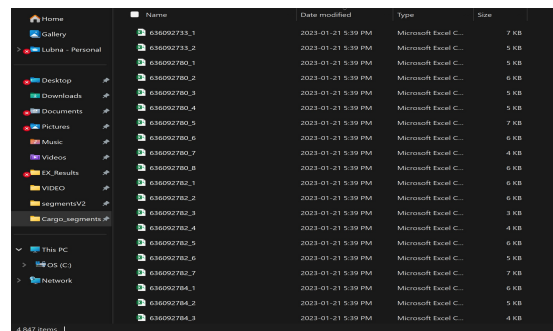 Home
Gallery
Lubna - Personal
Desktop
Downloads
Documents
Pictures
Music
Videos
EX_Results
VIDEO
segmentsV2
Cargo_segments
This PC
OS (C:)
Network
4,847 items
Name Date modified Type Size
636092733_1 2023-01-21 5:39 PM Microsoft Excel C... 7 KB
636092733_2 2023-01-21 5:39 PM Microsoft Excel C... 5 KB
636092780_1 2023-01-21 5:39 PM Microsoft Excel C... 5 KB
636092780_2 2023-01-21 5:39 PM Microsoft Excel C... 6 KB
636092780_3 2023-01-21 5:39 PM Microsoft Excel C... 5 KB
636092780_4 2023-01-21 5:39 PM Microsoft Excel C... 5 KB
636092780_5 2023-01-21 5:39 PM Microsoft Excel C... 7 KB
636092780_6 2023-01-21 5:39 PM Microsoft Excel C... 6 KB
636092780_7 2023-01-21 5:39 PM Microsoft Excel C... 4 KB
636092780_8 2023-01-21 5:39 PM Microsoft Excel C... 6 KB
636092782_1 2023-01-21 5:39 PM Microsoft Excel C... 6 KB
636092782_2 2023-01-21 5:39 PM Microsoft Excel C... 6 KB
636092782_3 2023-01-21 5:39 PM Microsoft Excel C... 3 KB
636092782_4 2023-01-21 5:39 PM Microsoft Excel C... 4 KB
636092782_5 2023-01-21 5:39 PM Microsoft Excel C... 6 KB
636092782_6 2023-01-21 5:39 PM Microsoft Excel C... 5 KB
636092782_7 2023-01-21 5:39 PM Microsoft Excel C... 7 KB
636092784_1 2023-01-21 5:39 PM Microsoft Excel C... 6 KB
636092784_2 2023-01-21 5:39 PM Microsoft Excel C... 5 KB
636092784_3 2023-01-21 5:39 PM Microsoft Excel C... 4 KB